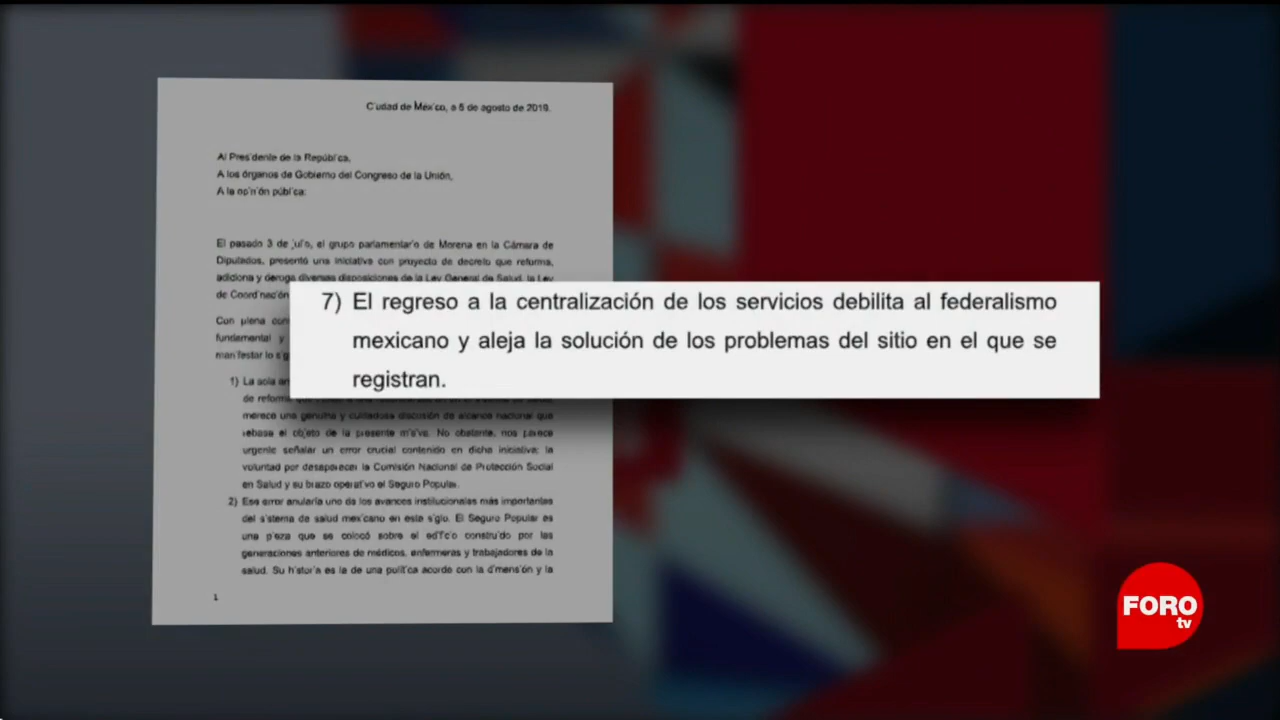 Ciudad de México, a 5 de agosto de 2019.
Al Presidente de la República,
A los órganos de Gobierno del Congreso de la Unión,
A la opinión pública:
El pasado 3 de julio, el grupo parlamentario de Morena en la Cámara de
Diputados, presentó una iniciativa con proyecto de decreto que reforma,
adiciona y deroga diversas disposiciones de la Ley General de Salud, la Ley
de Coordinación
7) El regreso a la centralización de los servicios debilita al federalismo
mexicano y aleja la solución de los problemas del sitio en el que se
registran.
Con plena
fundamental y
manifestar lo
1) La sola
de reforma
merece una genuina y cuidadosa discusión de alcance nacional que
rebasa el objeto de la presente misiva. No obstante, nos parece
urgente señalar un error crucial contenido en dicha iniciativa: la
voluntad por desaparecer la Comisión Nacional de Protección Social
en Salud y su brazo operativo el Seguro Popular.
2) Ese error anularía uno de los avances institucionales más importantes
del sistema de salud mexicano en este siglo. El Seguro Popular es
una pieza que se colocó sobre el edificio construido por las
generaciones anteriores de médicos, enfermeras y trabajadores de la
salud. Su historia es la de una política acorde con la dimensión y la
1
FORO
tv